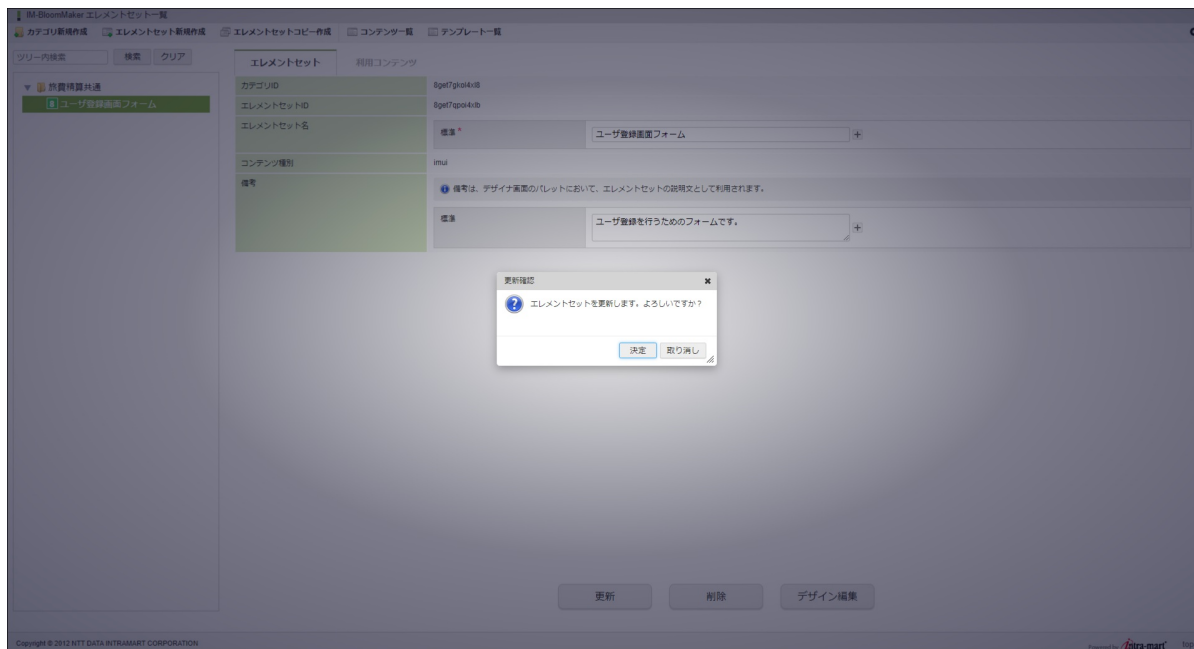 IM-BloomMaker エレメントセット一覧
カテゴリ新規作成 エレメントセット新規作成 エレメントセットコピー作成 コンテンツ一覧 テンプレート一覧
ツリー内検索 検索 クリア
エレメントセット 利用コンテンツ
旅費精算共通
ユーザ登録画面フォーム
カテゴリID
エレメントセットID
エレメントセット名 標準 * ユーザ登録画面フォーム
コンテンツ種別 imui
備考 備考は、デザイナ画面のパレットにおいて、エレメントセットの説明文として利用されます。
標準 ユーザ登録を行うためのフォームです。
更新確認
エレメントセットを更新します。よろしいですか?
決定 取り消し
更新 削除 デザイン編集
Copyright © 2012 NTT DATA INTRAMART CORPORATION
Powered by intra-mart